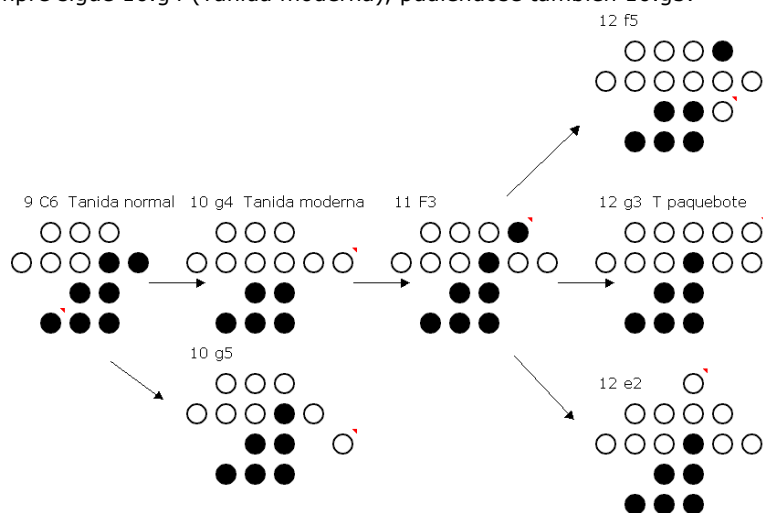 mpre sigue 10.g4 (Tanida moderna), pudiéndose también 10.g5.
12 f5
9 C6 Tanida normal
10 g4 Tanida moderna
11 F3
12 g3 T paquebote
10 g5
12 e2